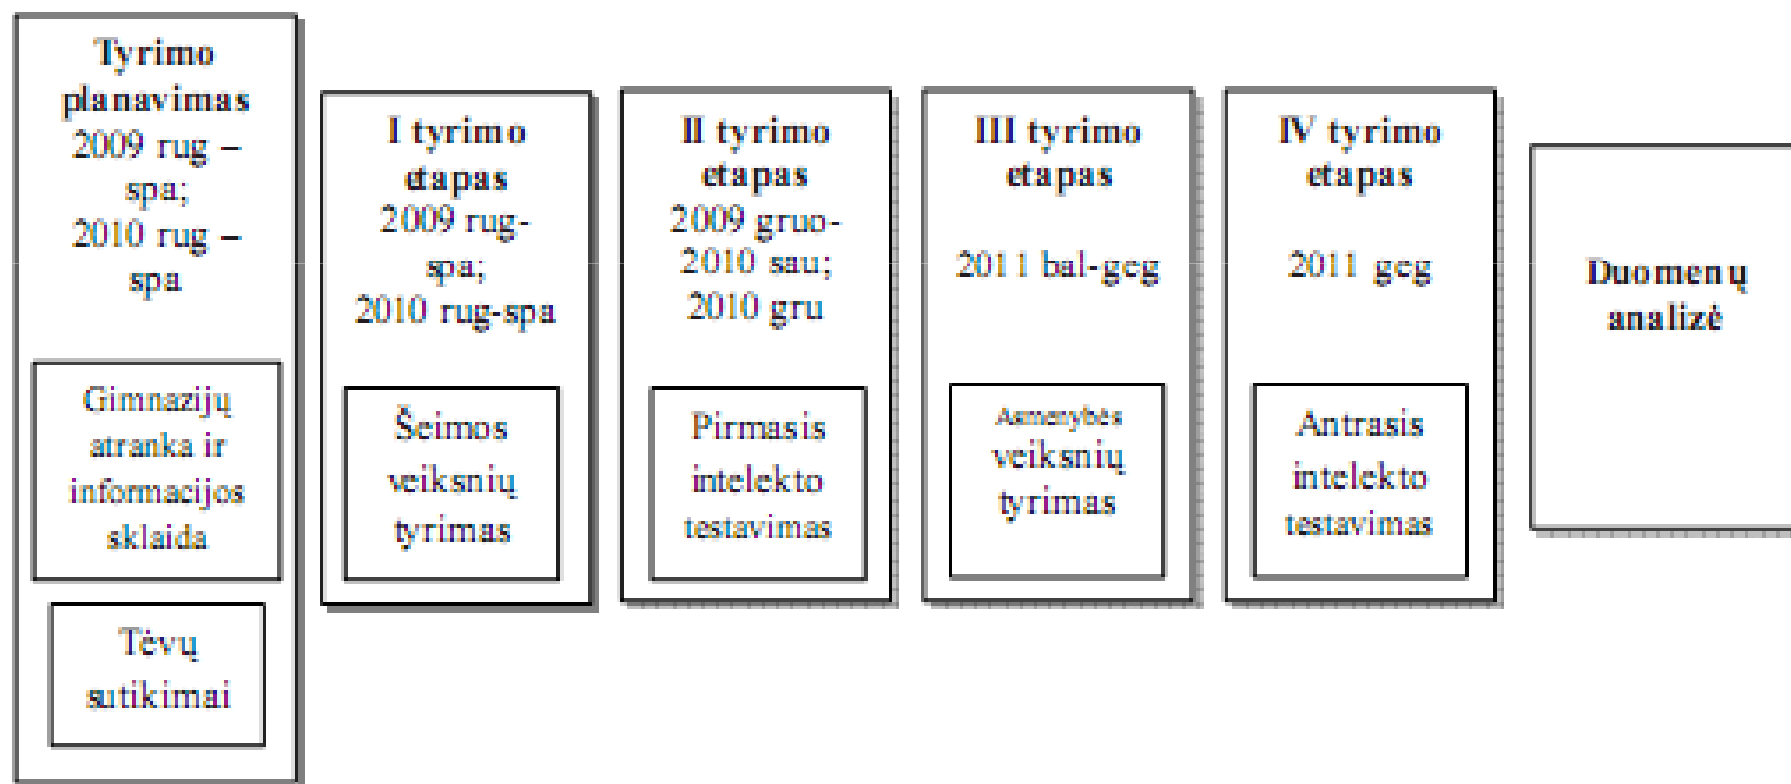 Tyrimo
planavimas
2009 rug –
spa;
2010 rug –
spa
Gimnazijų
atranka ir
informacijos
sklaida
Tėvų
sutikimai
I tyrimo
etapas
2009 rug-
spa;
2010 rug-spa
Šeimos
veiksnių
tyrimas
II tyrimo
etapas
2009 gruo-
2010 sau;
2010 gru
Pirmasis
intelekto
testavimas
III tyrimo
etapas
2011 bal-geg
Asmenybės
veiksnių
tyrimas
IV tyrimo
etapas
2011 geg
Antrasis
intelekto
testavimas
Duomenų
analizė